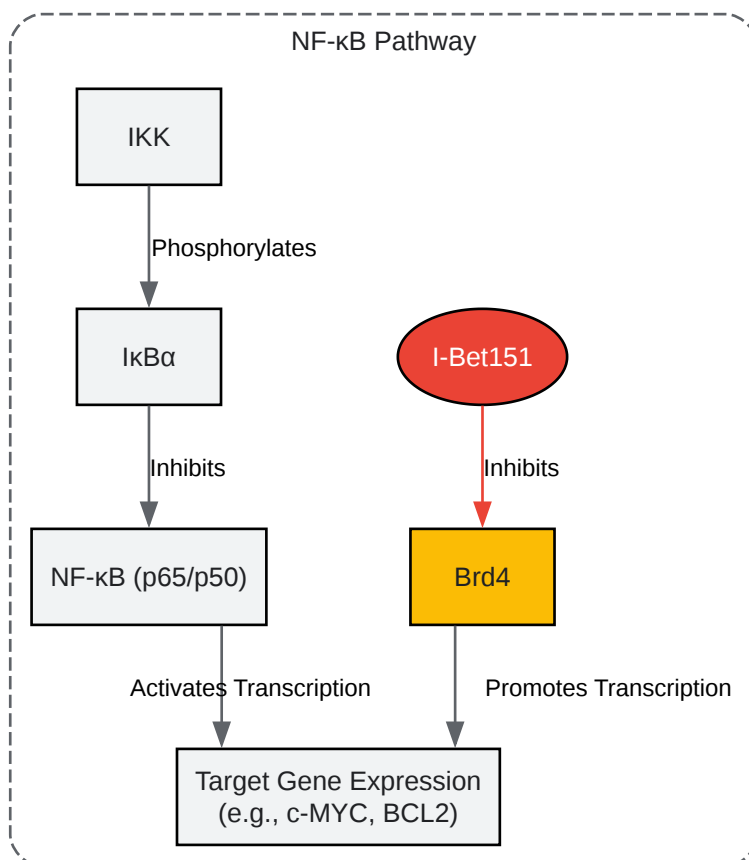 NF-κB Pathway
IKK
Phosphorylates
IκBα
I-Bet151
Inhibits
Inhibits
NF-κB (p65/p50)
Brd4
Activates Transcription
Promotes Transcription
Target Gene Expression
(e.g., c-MYC, BCL2)